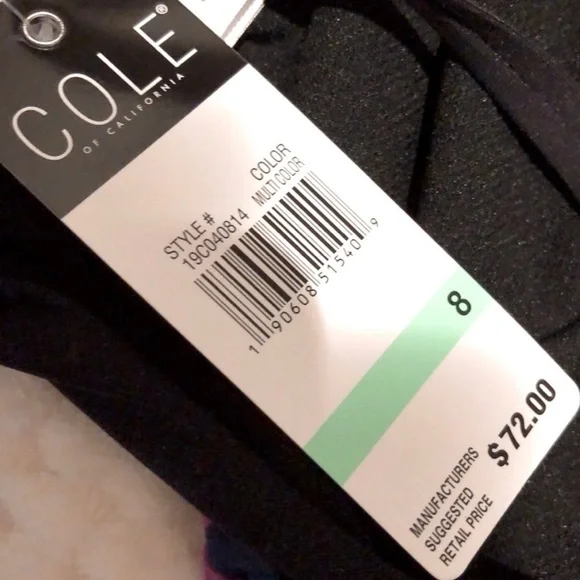 COLE®
OF CALIFORNIA
STYLE #
19C040814
COLOR
MULTI COLOR
1 90608 51540 9
8
$72.00
MANUFACTURERS
SUGGESTED
RETAIL PRICE